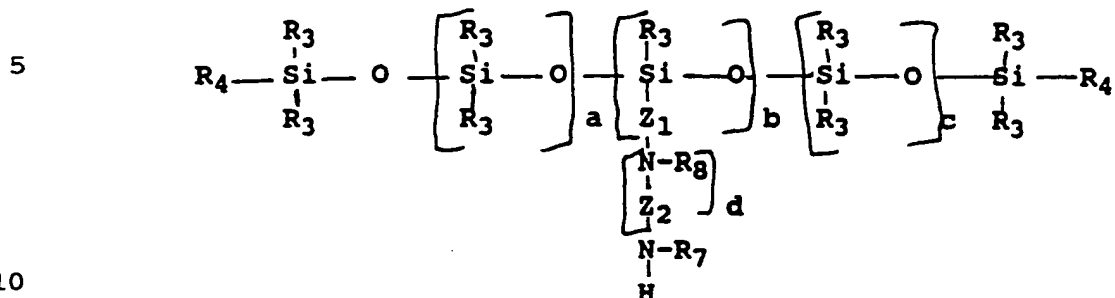 R3 R3 R3 R3 R3
5 R4 Si O Si O Si O Si O Si R4
R3 R3 a Z1 b R3 c R3
N-R8
Z2 d
N-R7
H
10